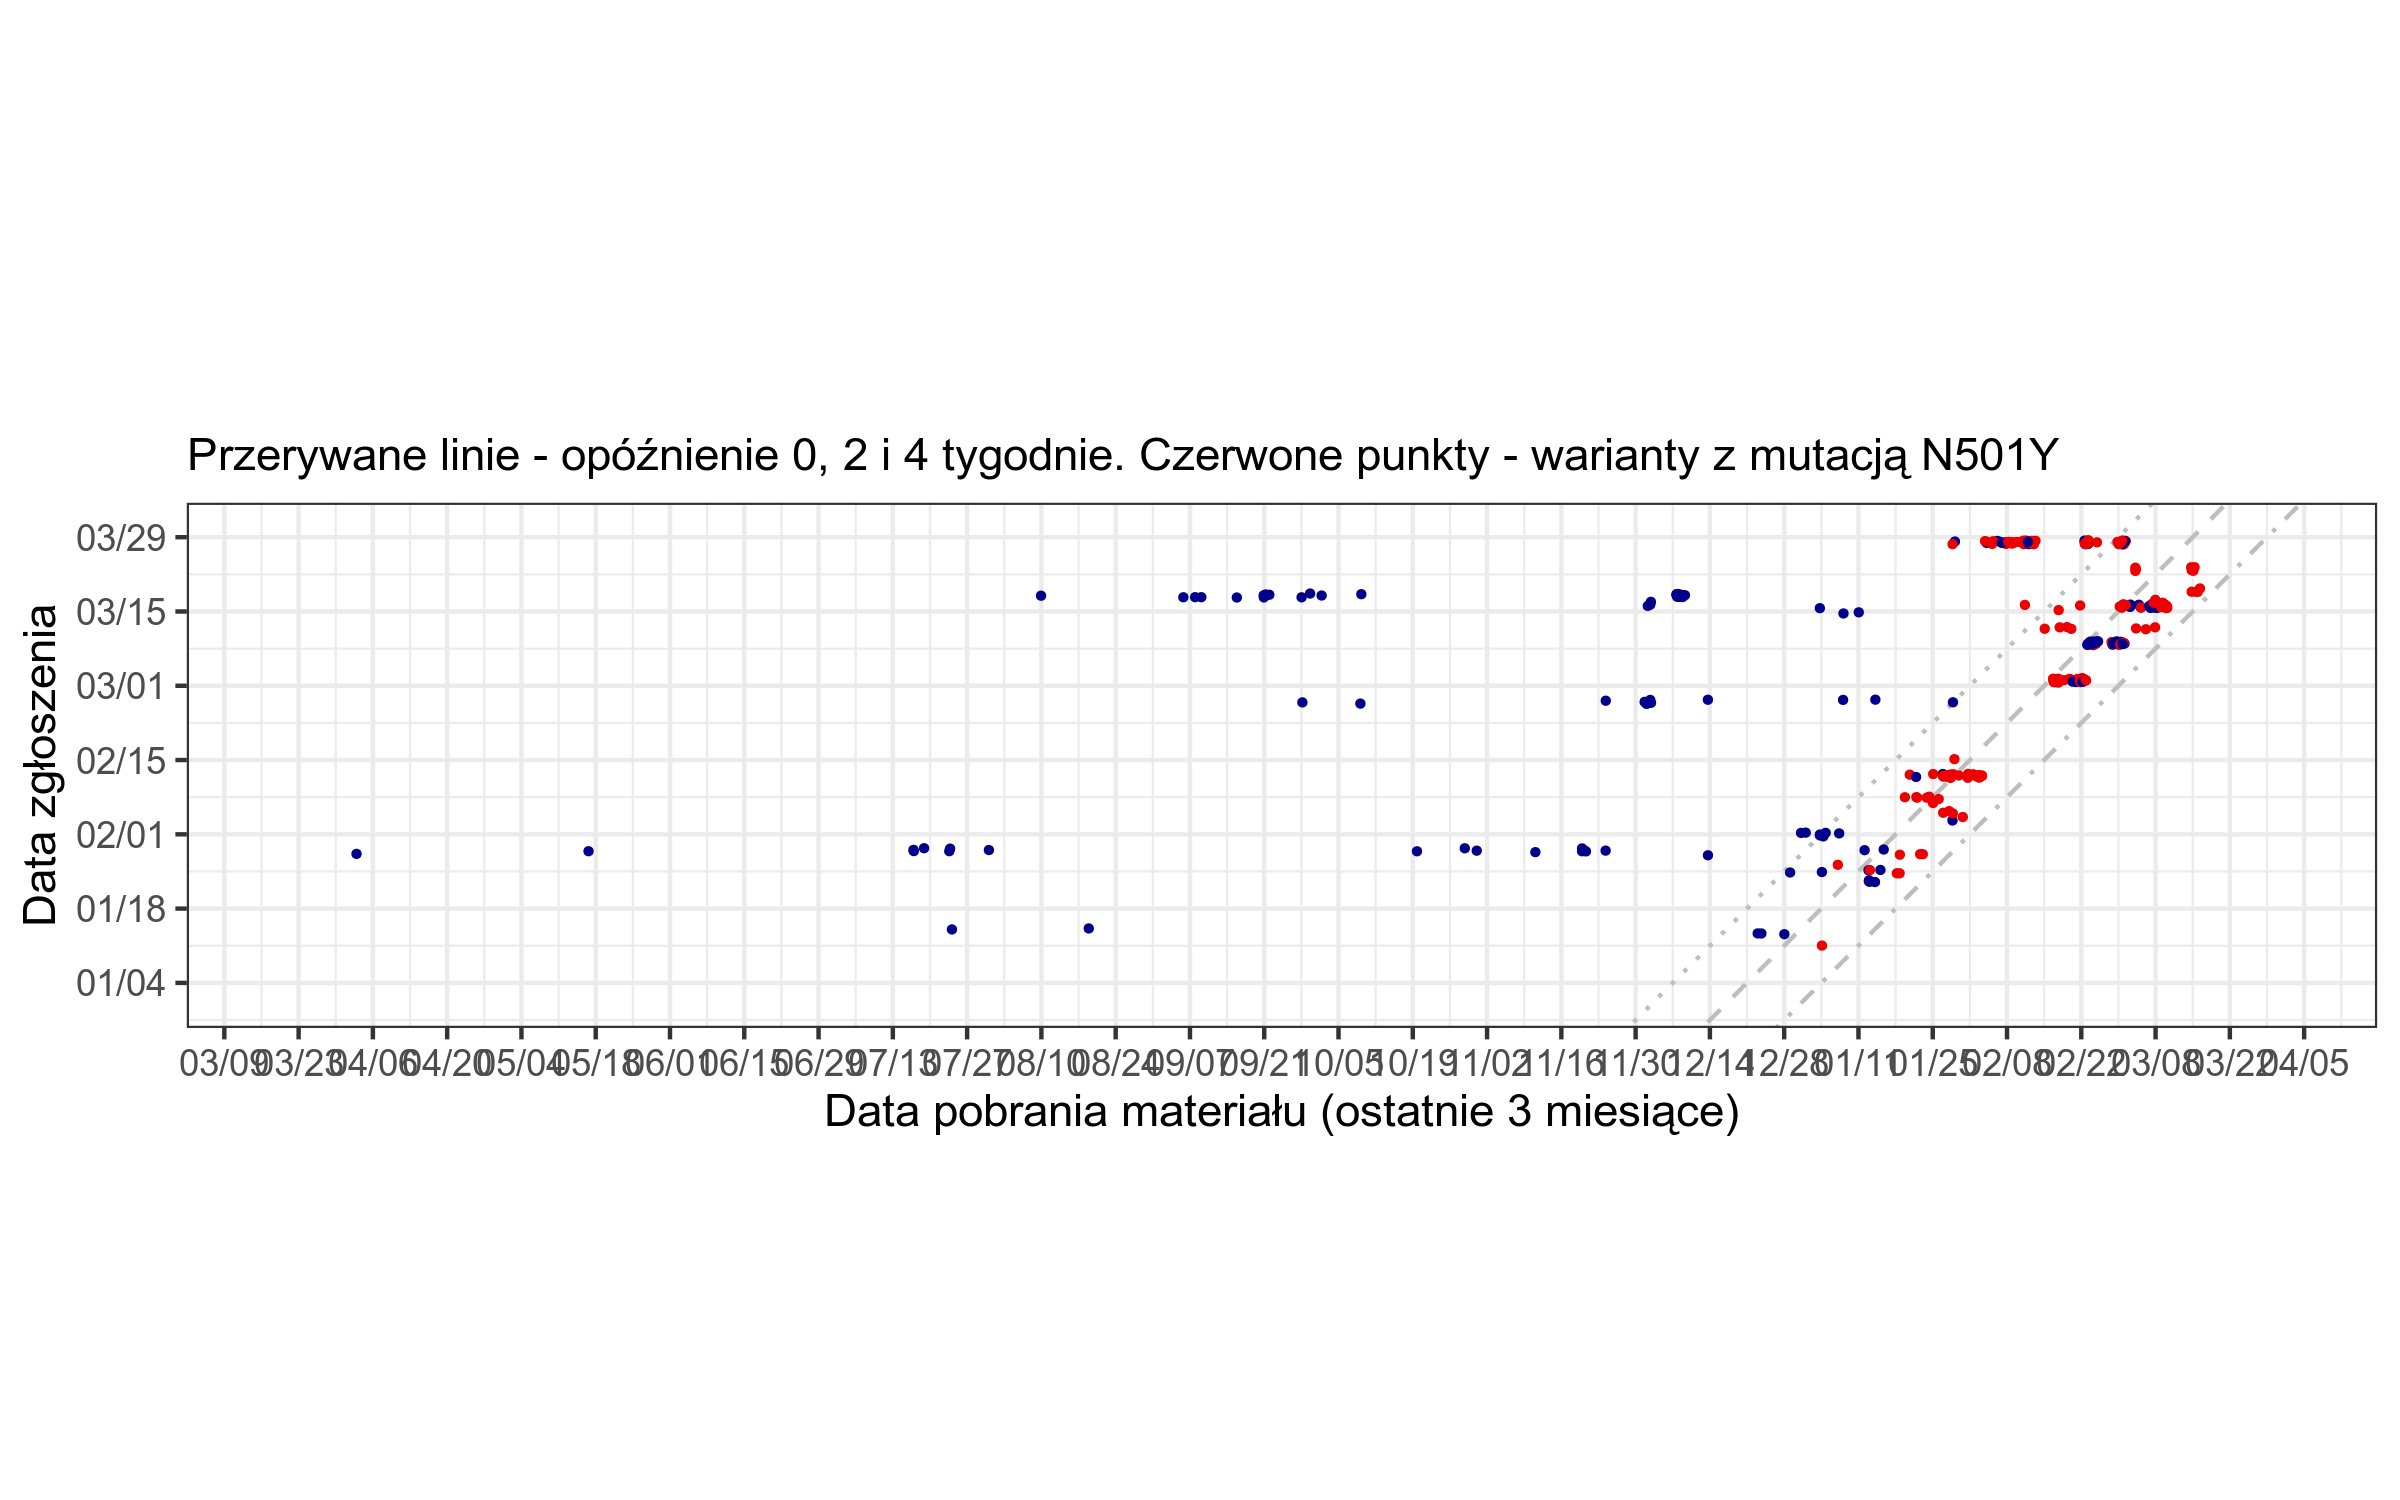 Przerywane linie - opóźnienie 0, 2 i 4 tygodnie. Czerwone punkty - warianty z mutacją N501Y
Data zgłoszenia
03/29
03/15
03/01
02/15
02/01
01/18
01/04
03/09 03/23 04/06 04/20 05/04 05/18 06/01 06/15 06/29 07/13 07/27 08/10 08/24 09/07 09/21 10/05 10/19 11/02 11/16 11/30 12/14 12/28 01/11 01/25 02/08 02/22 03/08 03/22 04/05
Data pobrania materiału (ostatnie 3 miesiące)